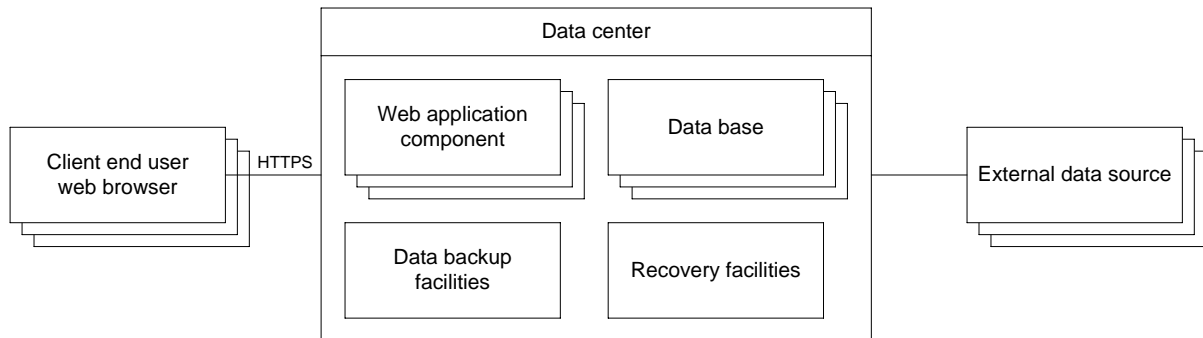 Data center
Web application
component
Data base
Client end user
web browser
HTTPS
External data source
Data backup
facilities
Recovery facilities